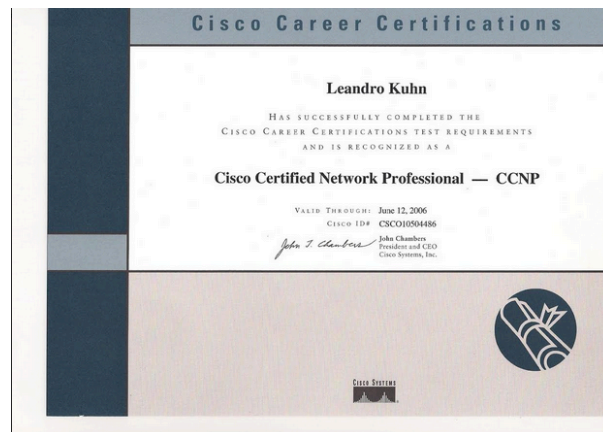 Cisco Career Certifications
Leandro Kuhn
HAS SUCCESSFULLY COMPLETED THE
CISCO CAREER CERTIFICATIONS TEST REQUIREMENTS
AND IS RECOGNIZED AS A
Cisco Certified Network Professional — CCNP
VALID THROUGH: June 12, 2006
CISCO ID# CSCO10504486
John T. Chambers
John Chambers
President and CEO
Cisco Systems, Inc.
CISCO SYSTEMS